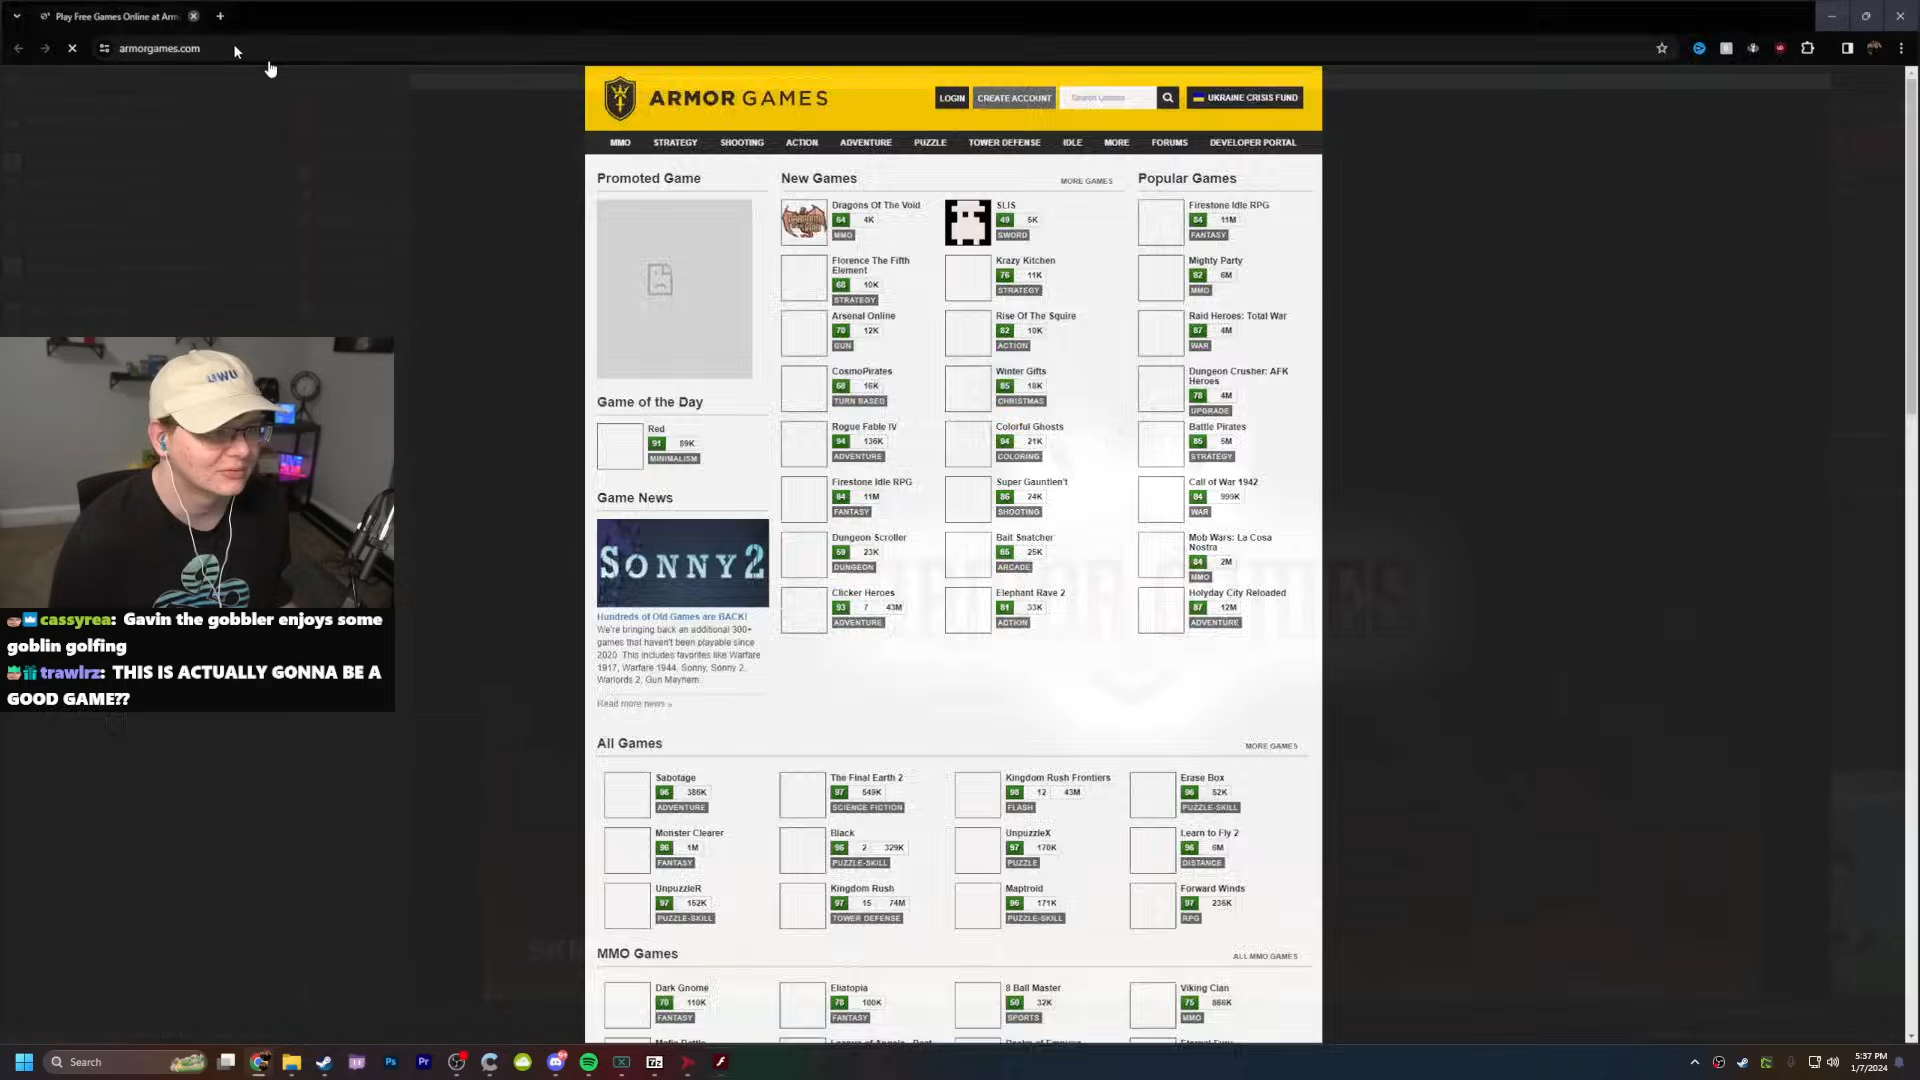 Play Free Games Online at Arm
armorgames.com
ARMOR GAMES
LOGIN
CREATE ACCOUNT
Search Games
UKRAINE CRISIS FUND
MMO STRATEGY SHOOTING ACTION ADVENTURE PUZZLE TOWER DEFENSE IDLE MORE FORUMS DEVELOPER PORTAL
Promoted Game
Game of the Day
Red
91 89K
MINIMALISM
Game News
SONNY2
Hundreds of Old Games are BACK!
We're bringing back an additional 300+
games that haven't been playable since
2020. This includes favorites like Warfare
1917, Warfare 1944, Sonny, Sonny 2,
Warlords 2, Gun Mayhem
Read more news »
New Games
MORE GAMES
Dragons Of The Void
64 4K
MMO
SLIS
49 5K
SWORD
Florence The Fifth
Element
68 10K
STRATEGY
Krazy Kitchen
76 11K
STRATEGY
Arsenal Online
70 12K
GUN
Rise Of The Squire
82 10K
ACTION
CosmoPirates
68 16K
TURN BASED
Winter Gifts
85 18K
CHRISTMAS
Rogue Fable IV
94 136K
ADVENTURE
Colorful Ghosts
94 21K
COLORING
Firestone Idle RPG
84 11M
FANTASY
Super Gauntlen't
86 24K
SHOOTING
Dungeon Scroller
59 23K
DUNGEON
Bait Snatcher
65 25K
ARCADE
Clicker Heroes
93 7 43M
ADVENTURE
Elephant Rave 2
81 33K
ACTION
Popular Games
Firestone Idle RPG
84 11M
FANTASY
Mighty Party
82 6M
MMO
Raid Heroes: Total War
87 4M
WAR
Dungeon Crusher: AFK
Heroes
78 4M
UPGRADE
Battle Pirates
85 5M
STRATEGY
Call of War 1942
84 999K
WAR
Mob Wars: La Cosa
Nostra
84 2M
MMO
Holyday City Reloaded
87 12M
ADVENTURE
cassyrea: Gavin the gobbler enjoys some
goblin golfing
trawlrz: THIS IS ACTUALLY GONNA BE A
GOOD GAME??
All Games
MORE GAMES
Sabotage
96 386K
ADVENTURE
The Final Earth 2
97 549K
SCIENCE FICTION
Kingdom Rush Frontiers
98 12 43M
FLASH
Erase Box
96 52K
PUZZLE-SKILL
Monster Clearer
96 1M
FANTASY
Black
96 2 329K
PUZZLE-SKILL
UnpuzzleX
97 170K
PUZZLE
Learn to Fly 2
96 6M
DISTANCE
UnpuzzleR
97 152K
PUZZLE-SKILL
Kingdom Rush
97 15 74M
TOWER DEFENSE
Maptroid
96 171K
PUZZLE-SKILL
Forward Winds
97 236K
RPG
MMO Games
ALL MMO GAMES
Dark Gnome
70 110K
FANTASY
Eliatopia
78 100K
FANTASY
8 Ball Master
50 32K
SPORTS
Viking Clan
75 866K
MMO
Search
5:37 PM
1/7/2024